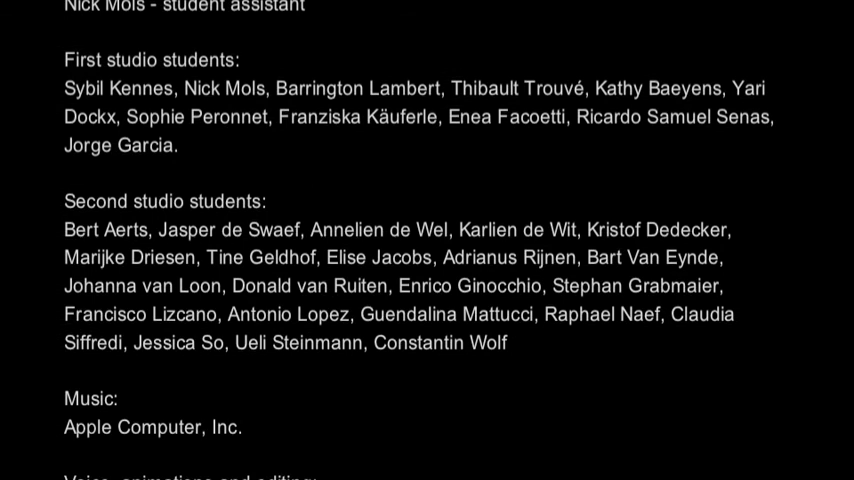 Nick Mols - student assistant
First studio students:
Sybil Kennes, Nick Mols, Barrington Lambert, Thibault Trouvé, Kathy Baeyens, Yari
Dockx, Sophie Peronnet, Franziska Käuferle, Enea Facoetti, Ricardo Samuel Senas,
Jorge Garcia.
Second studio students:
Bert Aerts, Jasper de Swaef, Annelien de Wel, Karlien de Wit, Kristof Dedecker,
Marijke Driesen, Tine Geldhof, Elise Jacobs, Adrianus Rijnen, Bart Van Eynde,
Johanna van Loon, Donald van Ruiten, Enrico Ginocchio, Stephan Grabmaier,
Francisco Lizcano, Antonio Lopez, Guendalina Mattucci, Raphael Naef, Claudia
Siffredi, Jessica So, Ueli Steinmann, Constantin Wolf
Music:
Apple Computer, Inc.
Voice, animations and editing: